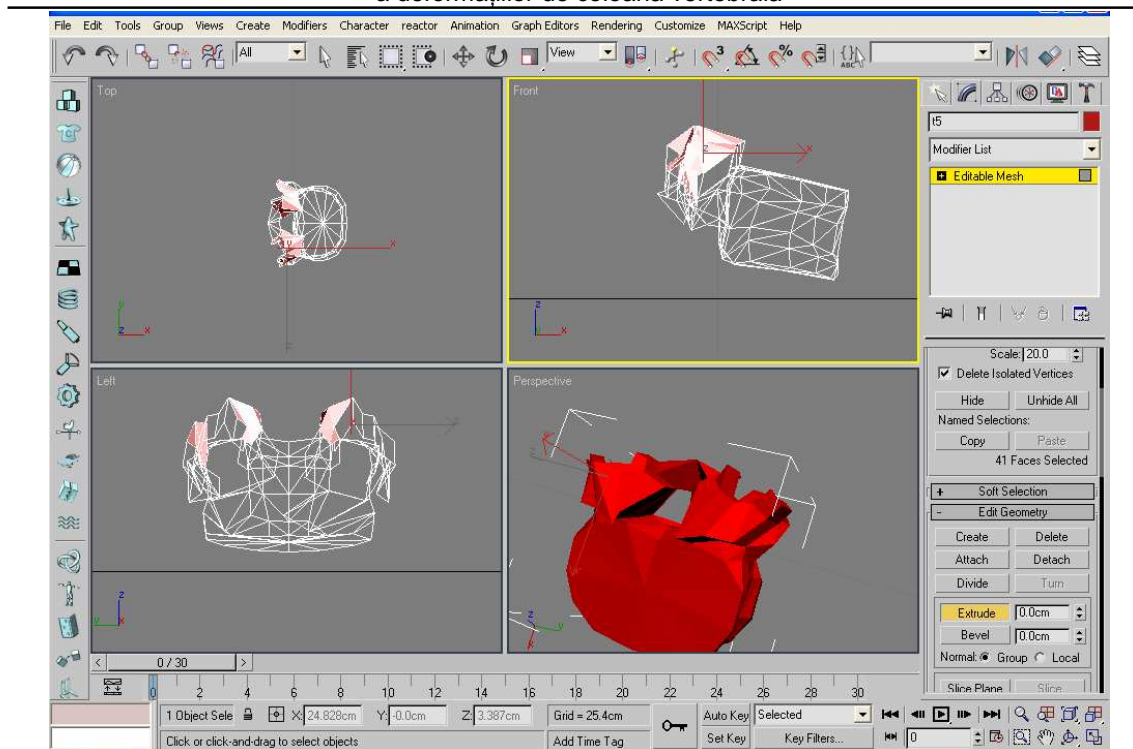 a deformațiilor de coloană vertebrală
File Edit Tools Group Views Create Modifiers Character reactor Animation Graph Editors Rendering Customize MAXScript Help
All View
Top
Front
t5
Modifier List
Editable Mesh
Left
Perspective
Scale: 20.0
Delete Isolated Vertices
Hide Unhide All
Named Selections:
Copy Paste
41 Faces Selected
+ Soft Selection
- Edit Geometry
Create Delete
Attach Detach
Divide Turn
Extrude 0.0cm
Bevel 0.0cm
Normal: Group Local
Slice Plane Slice
< 0 / 30 >
0 2 4 6 8 10 12 14 16 18 20 22 24 26 28 30
1 Object Sele X: 24.828cm Y: -0.0cm Z: 3.387cm Grid = 25.4cm Auto Key Selected
Click or click-and-drag to select objects Add Time Tag Set Key Key Filters... 0